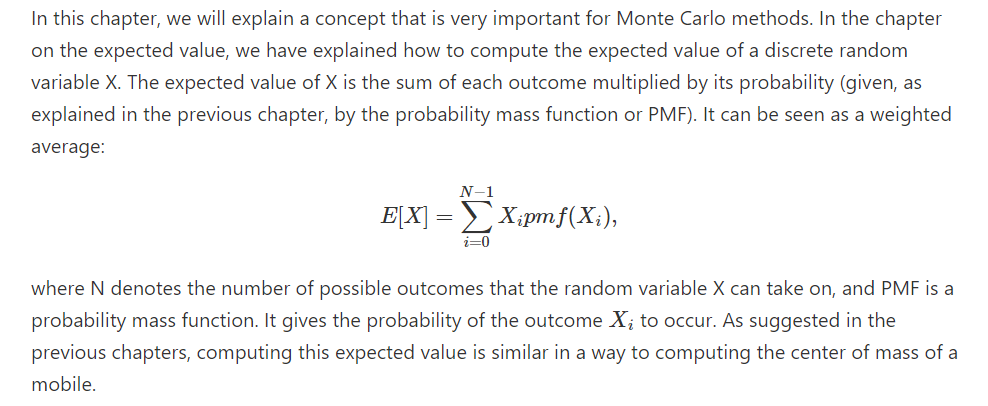 In this chapter, we will explain a concept that is very important for Monte Carlo methods. In the chapter
on the expected value, we have explained how to compute the expected value of a discrete random
variable X. The expected value of X is the sum of each outcome multiplied by its probability (given, as
explained in the previous chapter, by the probability mass function or PMF). It can be seen as a weighted
average:
E[X] = ∑_{i=0}^{N−1} X_i pmf(X_i),
where N denotes the number of possible outcomes that the random variable X can take on, and PMF is a
probability mass function. It gives the probability of the outcome X_i to occur. As suggested in the
previous chapters, computing this expected value is similar in a way to computing the center of mass of a
mobile.